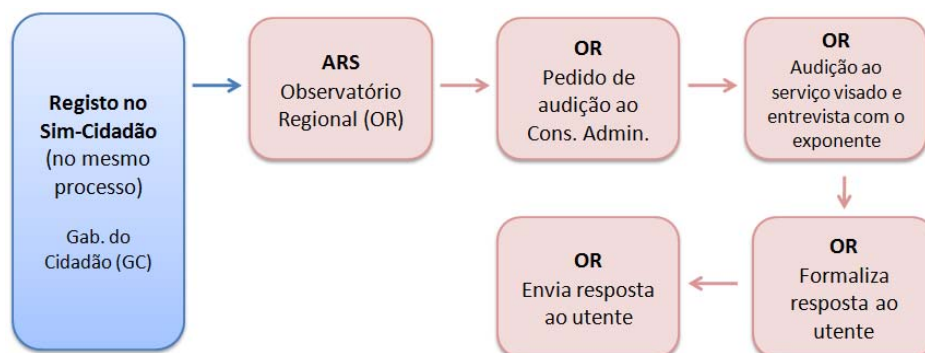 Registo no
Sim-Cidadão
(no mesmo
processo)
Gab. do
Cidadão (GC)
ARS
Observatório
Regional (OR)
OR
Pedido de
audição ao
Cons. Admin.
OR
Audição ao
serviço visado e
entrevista com o
exponente
OR
Formaliza
resposta ao
utente
OR
Envia resposta
ao utente